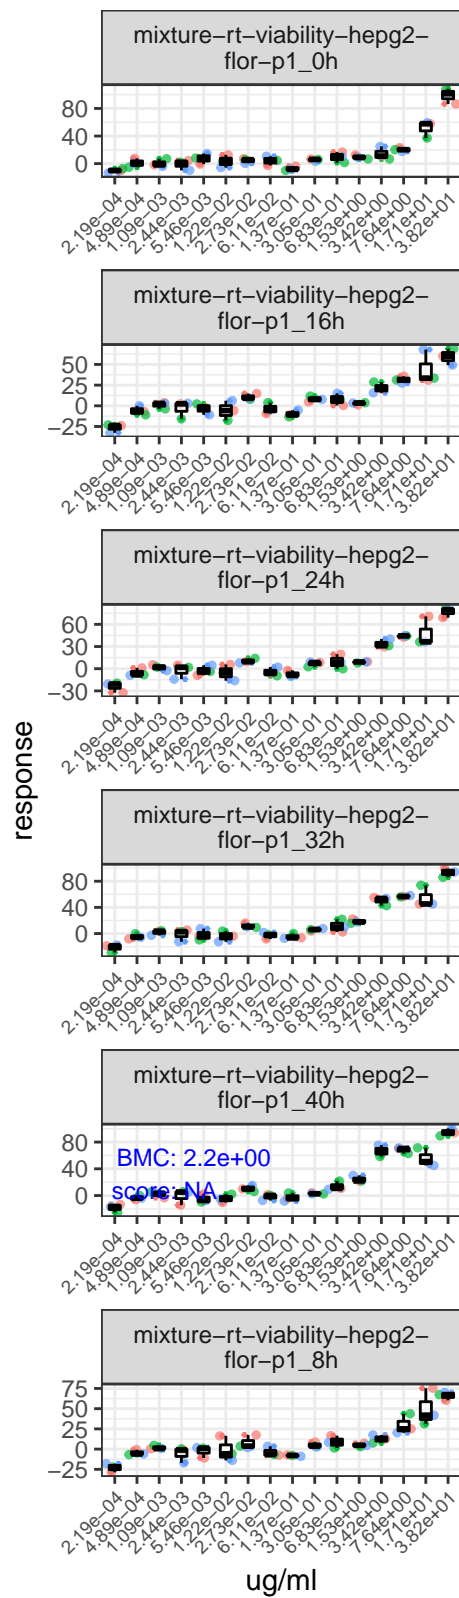 mixture−rt−viability−hepg2−
flor−p1_0h
80
40
0
2.19e−04
4.89e−04
1.09e−03
2.44e−03
5.46e−03
1.22e−02
2.73e−02
6.11e−02
1.37e−01
3.05e−01
6.83e−01
1.53e+00
3.42e+00
7.64e+00
1.71e+01
3.82e+01
mixture−rt−viability−hepg2−
flor−p1_16h
50
25
0
−25
2.19e−04
4.89e−04
1.09e−03
2.44e−03
5.46e−03
1.22e−02
2.73e−02
6.11e−02
1.37e−01
3.05e−01
6.83e−01
1.53e+00
3.42e+00
7.64e+00
1.71e+01
3.82e+01
mixture−rt−viability−hepg2−
flor−p1_24h
60
30
0
−30
2.19e−04
4.89e−04
1.09e−03
2.44e−03
5.46e−03
1.22e−02
2.73e−02
6.11e−02
1.37e−01
3.05e−01
6.83e−01
1.53e+00
3.42e+00
7.64e+00
1.71e+01
3.82e+01
response
mixture−rt−viability−hepg2−
flor−p1_32h
80
40
0
2.19e−04
4.89e−04
1.09e−03
2.44e−03
5.46e−03
1.22e−02
2.73e−02
6.11e−02
1.37e−01
3.05e−01
6.83e−01
1.53e+00
3.42e+00
7.64e+00
1.71e+01
3.82e+01
mixture−rt−viability−hepg2−
flor−p1_40h
80
40
0
BMC: 2.2e+00
score: NA
2.19e−04
4.89e−04
1.09e−03
2.44e−03
5.46e−03
1.22e−02
2.73e−02
6.11e−02
1.37e−01
3.05e−01
6.83e−01
1.53e+00
3.42e+00
7.64e+00
1.71e+01
3.82e+01
mixture−rt−viability−hepg2−
flor−p1_8h
75
50
25
0
−25
2.19e−04
4.89e−04
1.09e−03
2.44e−03
5.46e−03
1.22e−02
2.73e−02
6.11e−02
1.37e−01
3.05e−01
6.83e−01
1.53e+00
3.42e+00
7.64e+00
1.71e+01
3.82e+01
ug/ml